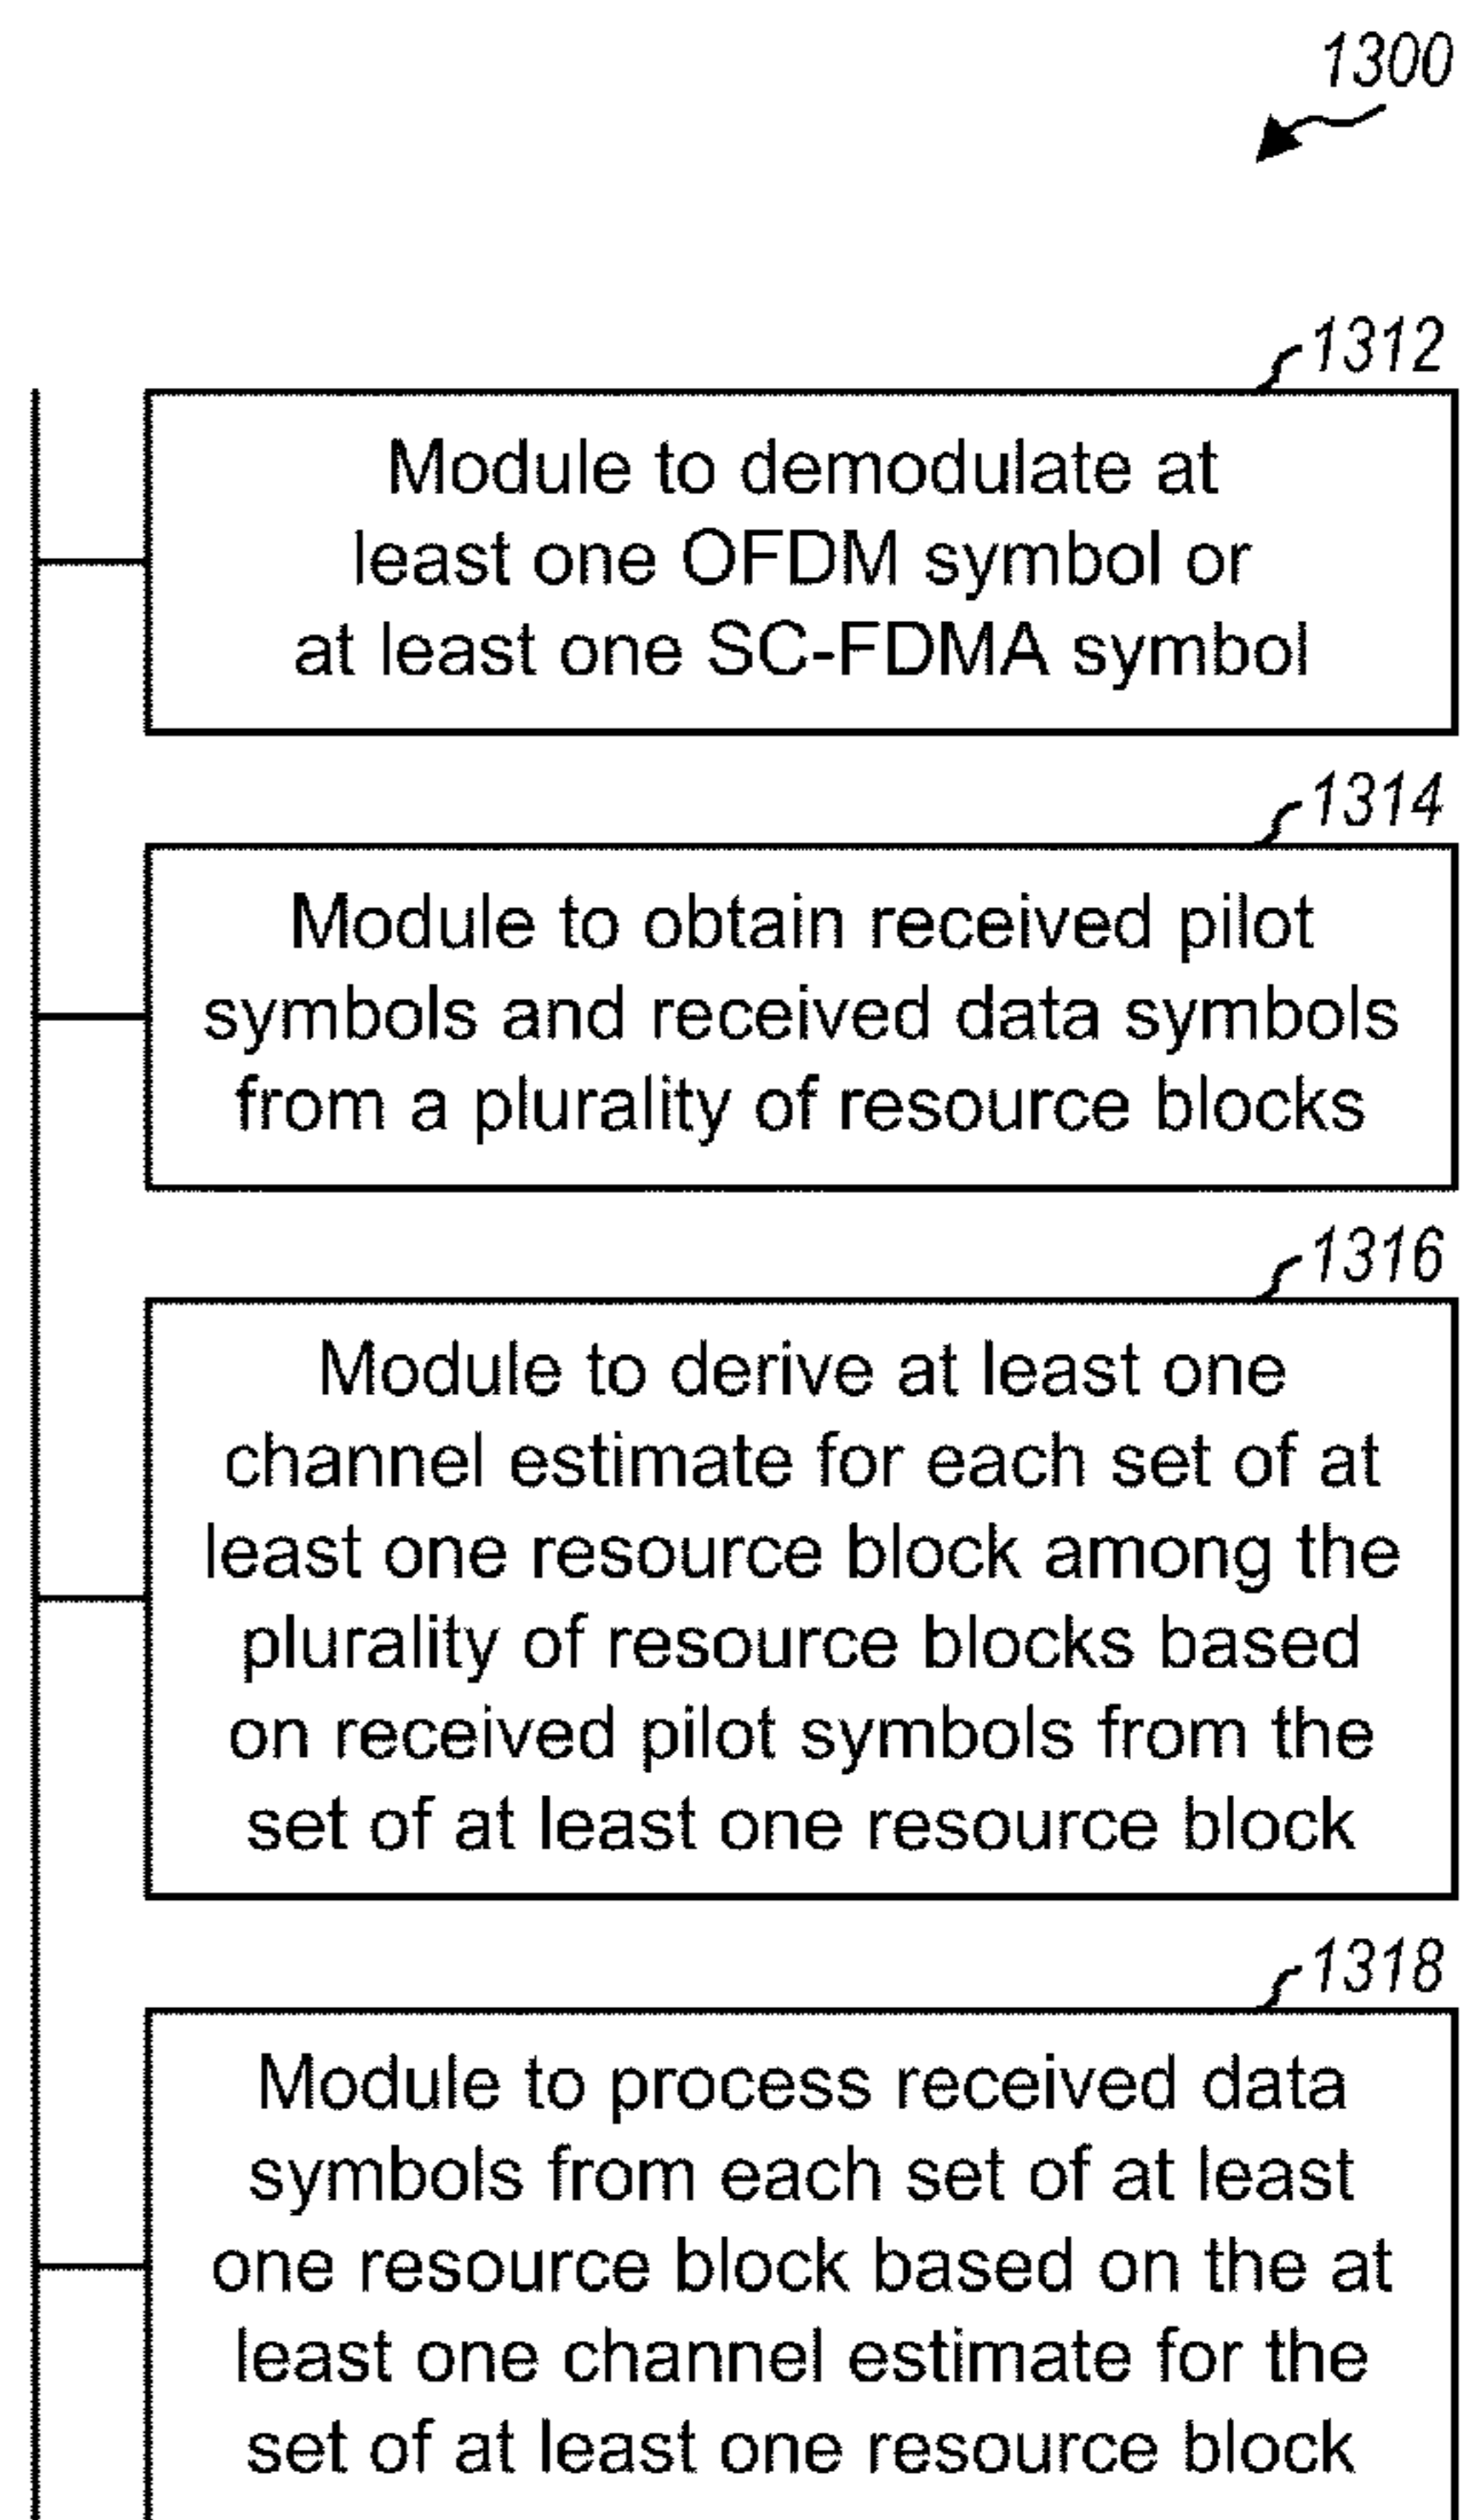 1300
1312
Module to demodulate at
least one OFDM symbol or
at least one SC-FDMA symbol
1314
Module to obtain received pilot
symbols and received data symbols
from a plurality of resource blocks
1316
Module to derive at least one
channel estimate for each set of at
least one resource block among the
plurality of resource blocks based
on received pilot symbols from the
set of at least one resource block
1318
Module to process received data
symbols from each set of at least
one resource block based on the at
least one channel estimate for the
set of at least one resource block